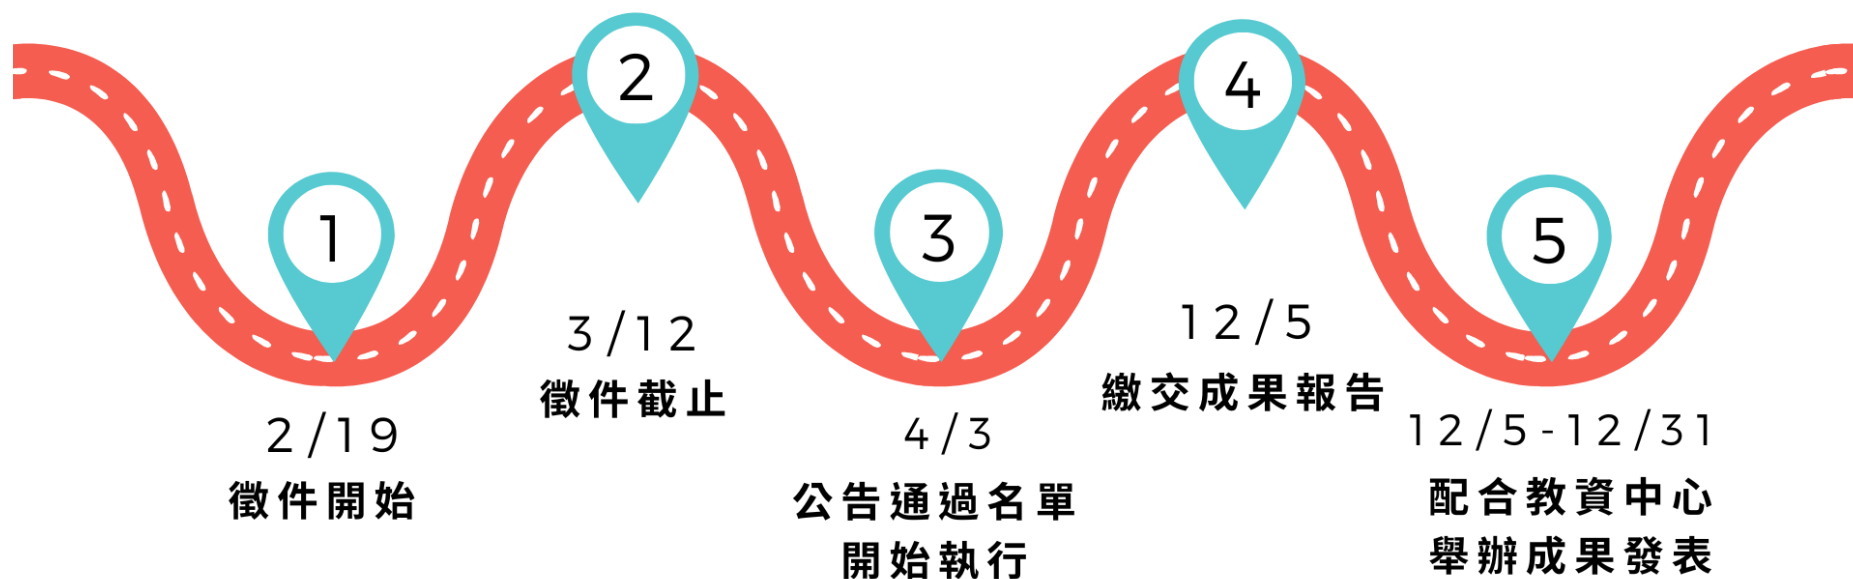 1
2/19
徵件開始
2
3/12
徵件截止
3
4/3
公告通過名單
開始執行
4
12/5
繳交成果報告
5
12/5-12/31
配合教資中心
舉辦成果發表